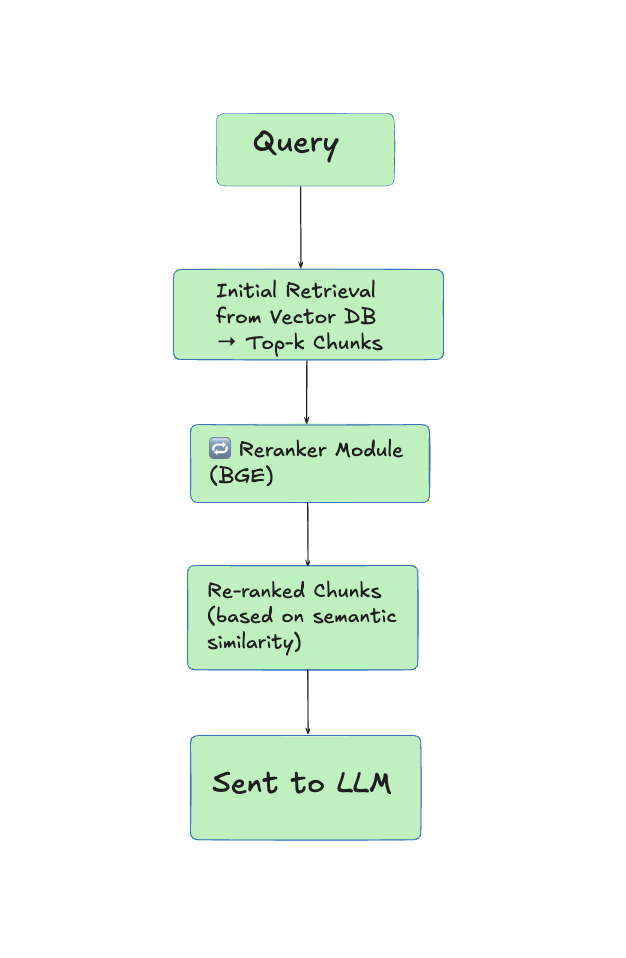 Query
Initial Retrieval
from Vector DB
→ Top-k Chunks
🔁 Reranker Module
(BGE)
Re-ranked Chunks
(based on semantic
similarity)
Sent to LLM